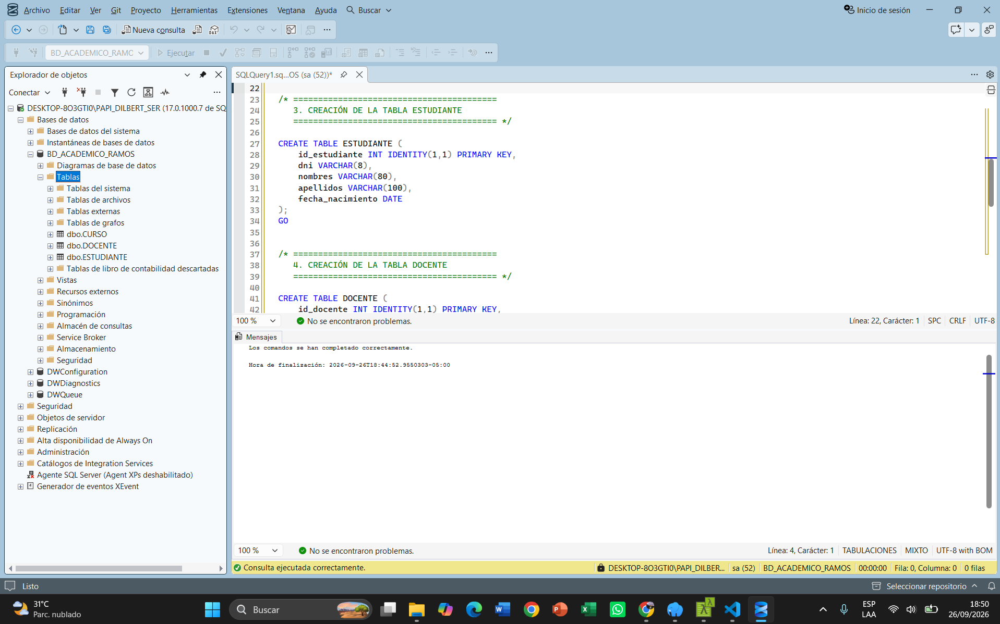 Archivo Editar Ver Git Proyecto Herramientas Extensiones Ventana Ayuda Buscar Inicio de sesión
Nueva consulta DAX
BD_ACADEMICO_RAMC Ejecutar
Explorador de objetos
Conectar
DESKTOP-8O3GTI0\PAPI_DILBERT_SER (17.0.1000.7 de SQ
Bases de datos
Bases de datos del sistema
Instantáneas de bases de datos
BD_ACADEMICO_RAMOS
Diagramas de base de datos
Tablas
Tablas del sistema
Tablas de archivos
Tablas externas
Tablas de grafos
dbo.CURSO
dbo.DOCENTE
dbo.ESTUDIANTE
Tablas de libro de contabilidad descartadas
Vistas
Recursos externos
Sinónimos
Programación
Almacén de consultas
Service Broker
Almacenamiento
Seguridad
DWConfiguration
DWDiagnostics
DWQueue
Seguridad
Objetos de servidor
Replicación
Alta disponibilidad de Always On
Administración
Catálogos de Integration Services
Agente SQL Server (Agent XPs deshabilitado)
Generador de eventos XEvent
SQLQuery1.sq...OS (sa (52))*
22
23 /* =========================================
24 3. CREACIÓN DE LA TABLA ESTUDIANTE
25 ========================================= */
26
27 CREATE TABLE ESTUDIANTE (
28 id_estudiante INT IDENTITY(1,1) PRIMARY KEY,
29 dni VARCHAR(8),
30 nombres VARCHAR(80),
31 apellidos VARCHAR(100),
32 fecha_nacimiento DATE
33 );
34 GO
35
36
37 /* =========================================
38 4. CREACIÓN DE LA TABLA DOCENTE
39 ========================================= */
40
41 CREATE TABLE DOCENTE (
42 id_docente INT IDENTITY(1,1) PRIMARY KEY,
100 % No se encontraron problemas. Línea: 22, Carácter: 1 SPC CRLF UTF-8
Mensajes
Los comandos se han completado correctamente.
Hora de finalización: 2026-09-26T18:44:52.9550303-05:00
100 % No se encontraron problemas. Línea: 4, Carácter: 1 TABULACIONES MIXTO UTF-8 with BOM
Consulta ejecutada correctamente. DESKTOP-8O3GTI0\PAPI_DILBER... sa (52) BD_ACADEMICO_RAMOS 00:00:00 Fila: 0, Columna: 0 0 filas
Listo Seleccionar repositorio
31°C
Parc. nublado
Buscar
ESP
LAA
18:50
26/09/2026